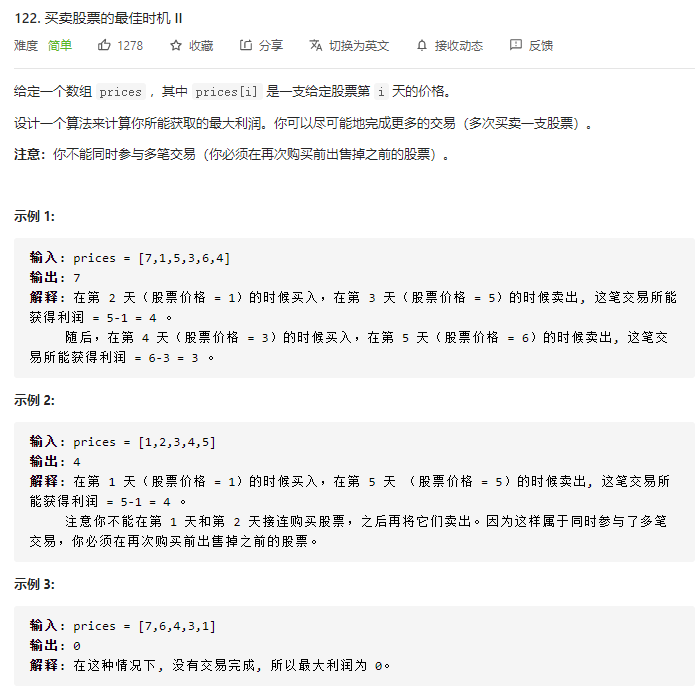 122. 买卖股票的最佳时机 II
难度 简单 1278 收藏 分享 切换为英文 接收动态 反馈
给定一个数组 prices ，其中 prices[i] 是一支给定股票第 i 天的价格。
设计一个算法来计算你所能获取的最大利润。你可以尽可能地完成更多的交易（多次买卖一支股票）。
注意：你不能同时参与多笔交易（你必须在再次购买前出售掉之前的股票）。
示例 1:
输入: prices = [7,1,5,3,6,4]
输出: 7
解释: 在第 2 天（股票价格 = 1）的时候买入，在第 3 天（股票价格 = 5）的时候卖出, 这笔交易所能
获得利润 = 5-1 = 4 。
随后，在第 4 天（股票价格 = 3）的时候买入，在第 5 天（股票价格 = 6）的时候卖出, 这笔交
易所能获得利润 = 6-3 = 3 。
示例 2:
输入: prices = [1,2,3,4,5]
输出: 4
解释: 在第 1 天（股票价格 = 1）的时候买入，在第 5 天 （股票价格 = 5）的时候卖出, 这笔交易所
能获得利润 = 5-1 = 4 。
注意你不能在第 1 天和第 2 天接连购买股票，之后再将它们卖出。因为这样属于同时参与了多笔
交易，你必须在再次购买前出售掉之前的股票。
示例 3:
输入: prices = [7,6,4,3,1]
输出: 0
解释: 在这种情况下, 没有交易完成, 所以最大利润为 0。